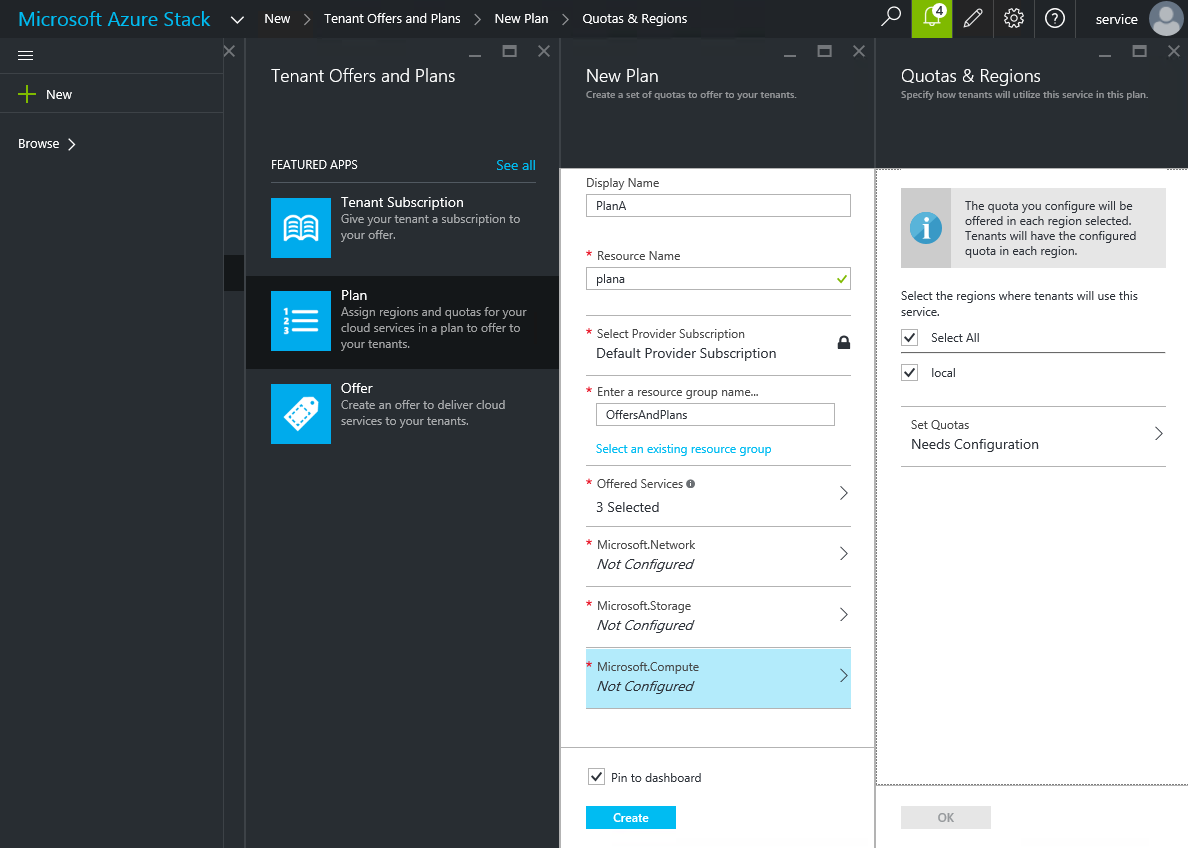 Microsoft Azure Stack
New
Tenant Offers and Plans
New Plan
Quotas & Regions
4
service
New
Browse
Tenant Offers and Plans
FEATURED APPS
See all
Tenant Subscription
Give your tenant a subscription to
your offer.
1
2
3
Plan
Assign regions and quotas for your
cloud services in a plan to offer to
your tenants.
Offer
Create an offer to deliver cloud
services to your tenants.
New Plan
Create a set of quotas to offer to your tenants.
Display Name
PlanA
* Resource Name
plana
* Select Provider Subscription
Default Provider Subscription
* Enter a resource group name...
OffersAndPlans
Select an existing resource group
* Offered Services
3 Selected
* Microsoft.Network
Not Configured
* Microsoft.Storage
Not Configured
* Microsoft.Compute
Not Configured
Pin to dashboard
Create
Quotas & Regions
Specify how tenants will utilize this service in this plan.
The quota you configure will be
offered in each region selected.
Tenants will have the configured
quota in each region.
Select the regions where tenants will use this
service.
Select All
local
Set Quotas
Needs Configuration
OK